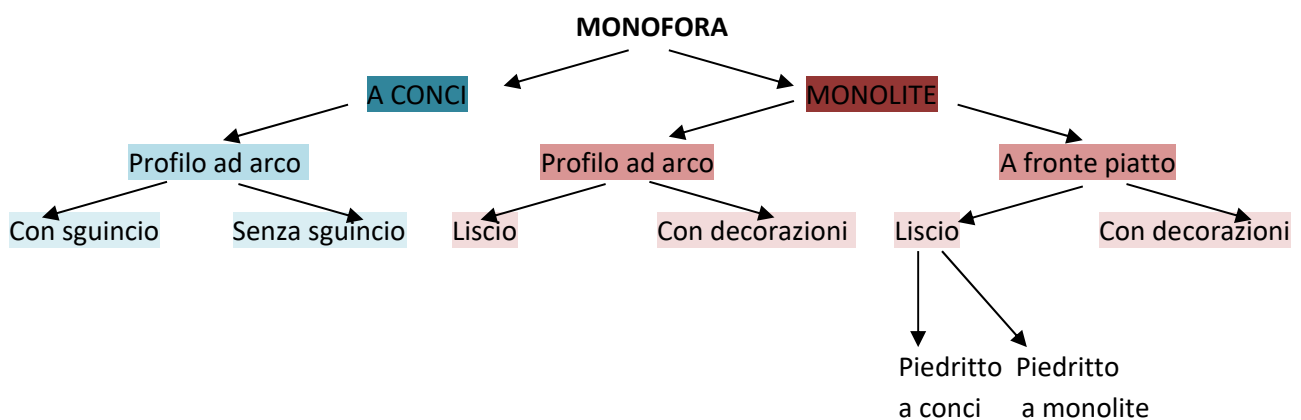 MONOFORA
A CONCI MONOLITE
Profilo ad arco Profilo ad arco A fronte piatto
Con sguincio Senza sguincio Liscio Con decorazioni Liscio Con decorazioni
Piedritto Piedritto
a conci a monolite